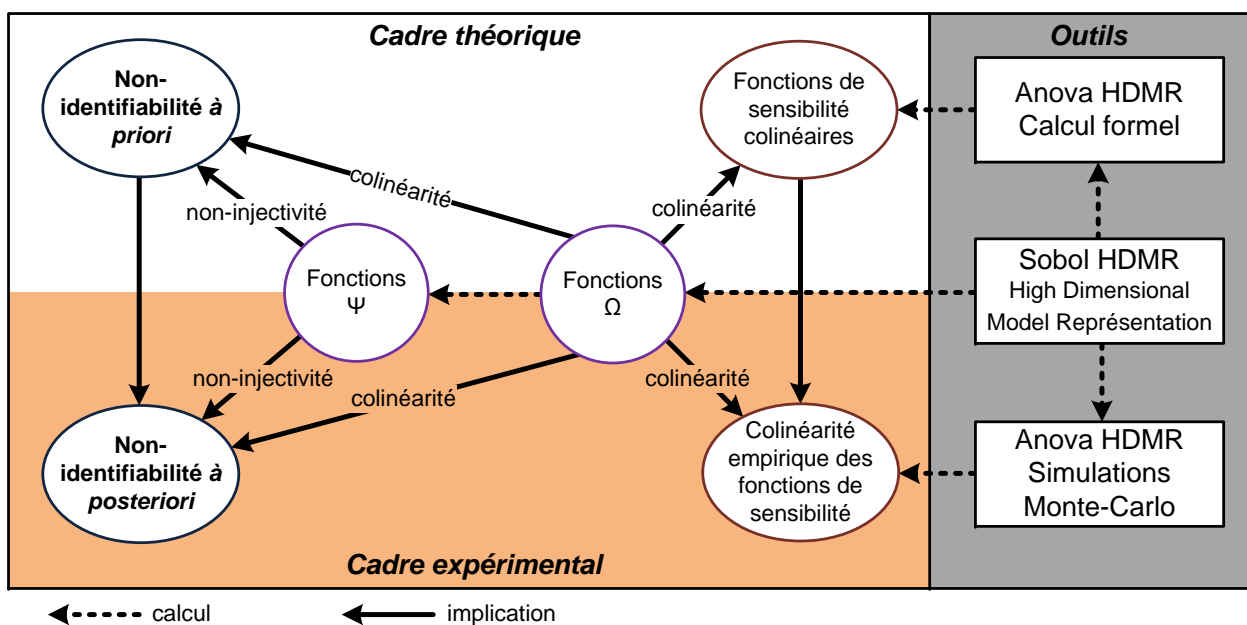 Cadre théorique
Outils
Non-
identifiabilité à
priori
Fonctions de
sensibilité
colinéaires
Anova HDMR
Calcul formel
colinéarité
non-injectivité
colinéarité
Fonctions
Ψ
Fonctions
Ω
Sobol HDMR
High Dimensional
Model Représentation
non-injectivité
colinéarité
colinéarité
Non-
identifiabilité à
posteriori
Colinéarité
empirique des
fonctions de
sensibilité
Anova HDMR
Simulations
Monte-Carlo
Cadre expérimental
calcul
implication